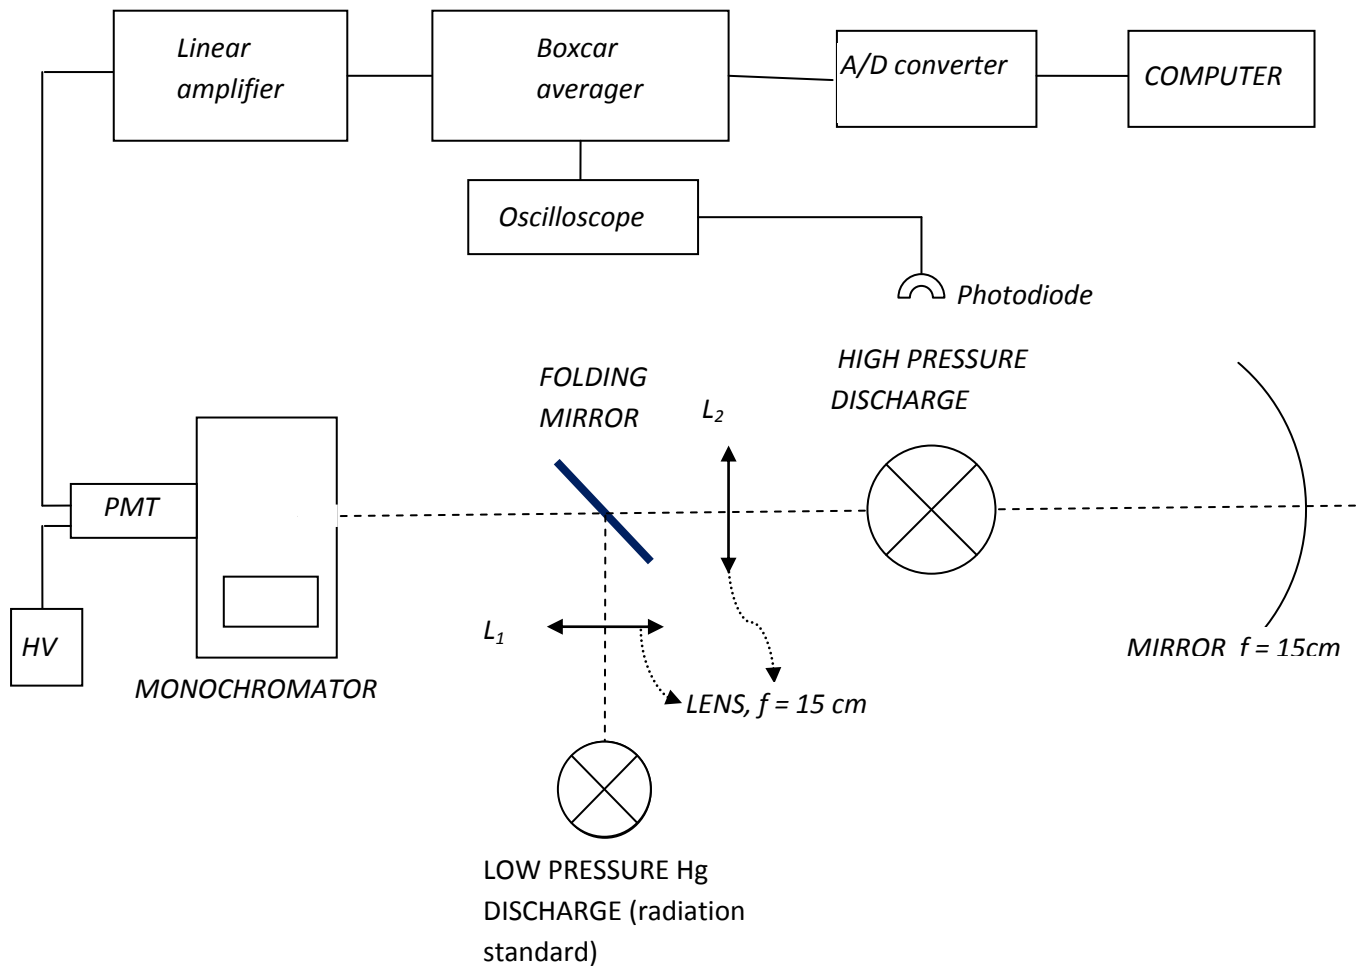 Linear
amplifier
Boxcar
averager
A/D converter
COMPUTER
Oscilloscope
Photodiode
HIGH PRESSURE
DISCHARGE
FOLDING
MIRROR
L2
PMT
HV
MONOCHROMATOR
L1
LENS, f = 15 cm
MIRROR f = 15cm
LOW PRESSURE Hg
DISCHARGE (radiation
standard)